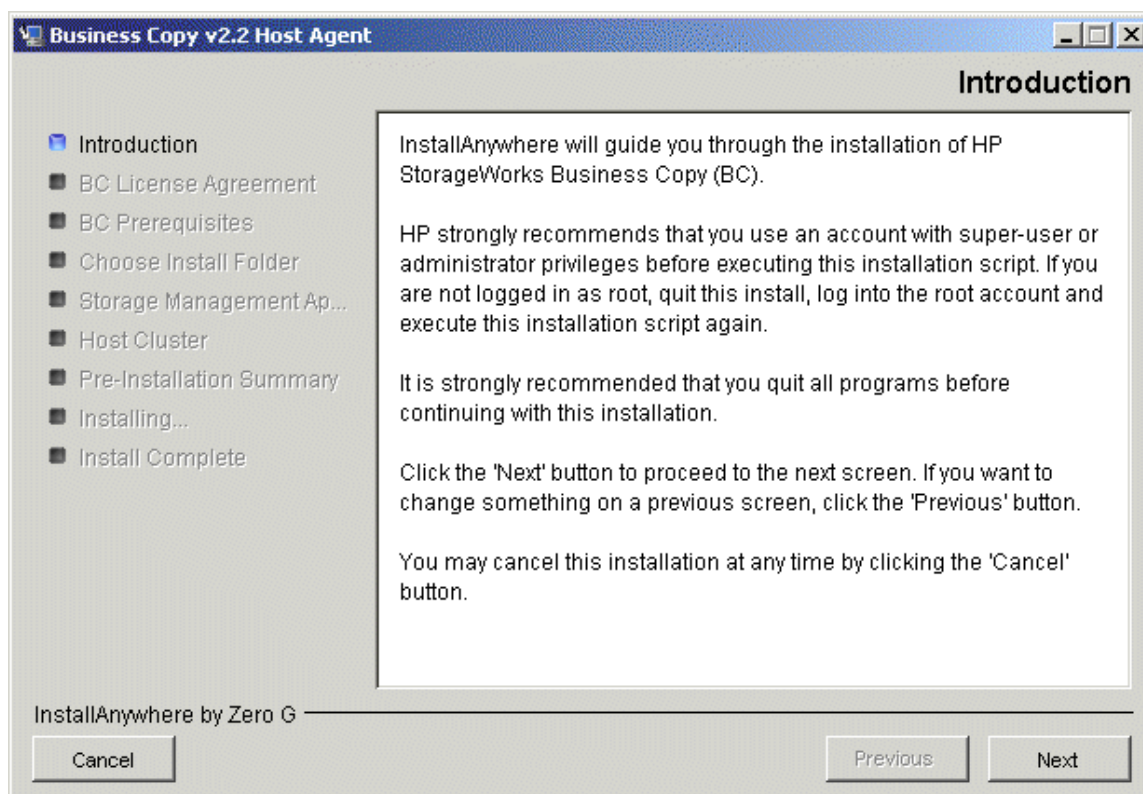 Business Copy v2.2 Host Agent
Introduction
Introduction
BC License Agreement
BC Prerequisites
Choose Install Folder
Storage Management Ap...
Host Cluster
Pre-Installation Summary
Installing...
Install Complete
InstallAnywhere will guide you through the installation of HP
StorageWorks Business Copy (BC).
HP strongly recommends that you use an account with super-user or
administrator privileges before executing this installation script. If you
are not logged in as root, quit this install, log into the root account and
execute this installation script again.
It is strongly recommended that you quit all programs before
continuing with this installation.
Click the 'Next' button to proceed to the next screen. If you want to
change something on a previous screen, click the 'Previous' button.
You may cancel this installation at any time by clicking the 'Cancel'
button.
InstallAnywhere by Zero G
Cancel
Previous
Next